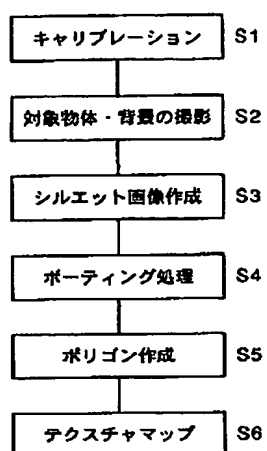 キャリブレーション S1
対象物体・背景の撮影 S2
シルエット画像作成 S3
ボーティング処理 S4
ポリゴン作成 S5
テクスチャマップ S6